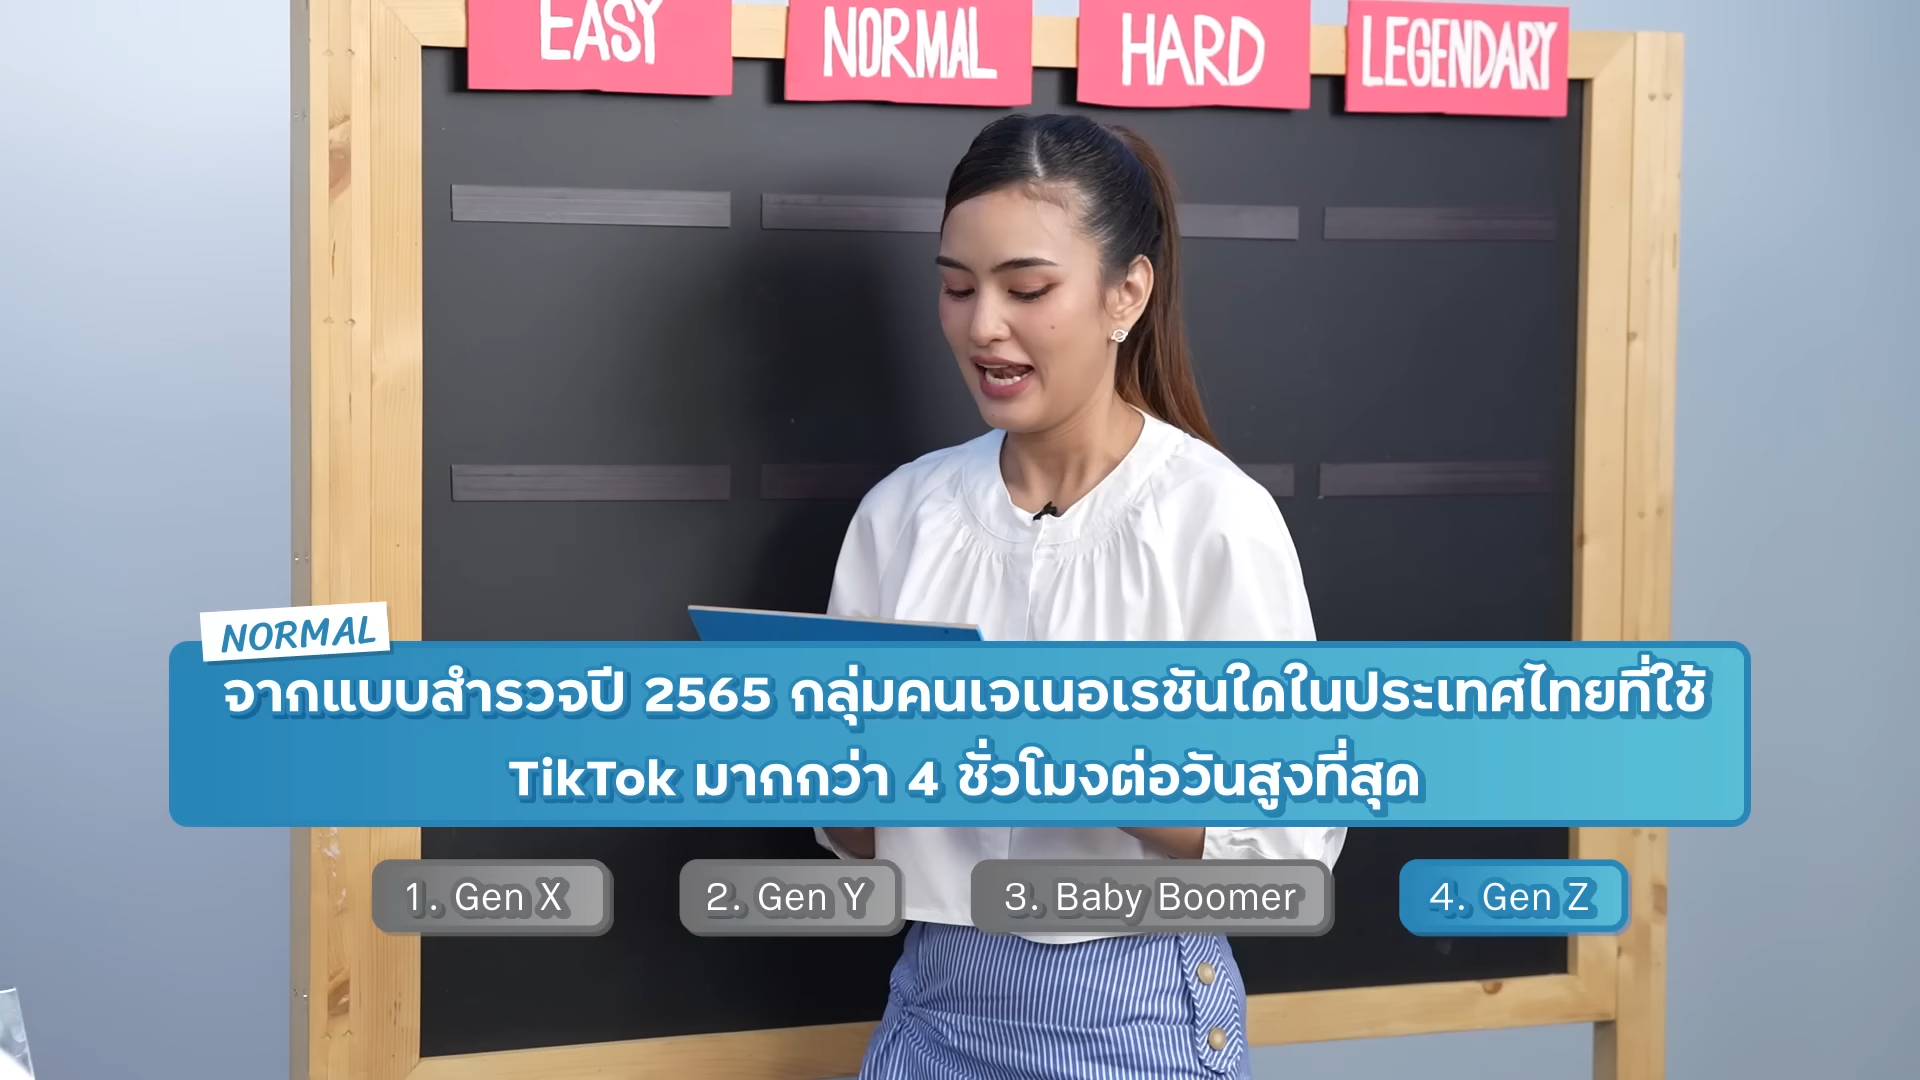 EASY
NORMAL
HARD
LEGENDARY
NORMAL
จากแบบสำรวจปี 2565 กลุ่มคนเจเนอเรชันใดในประเทศไทยที่ใช้
TikTok มากกว่า 4 ชั่วโมงต่อวันสูงที่สุด
1. Gen X
2. Gen Y
3. Baby Boomer
4. Gen Z